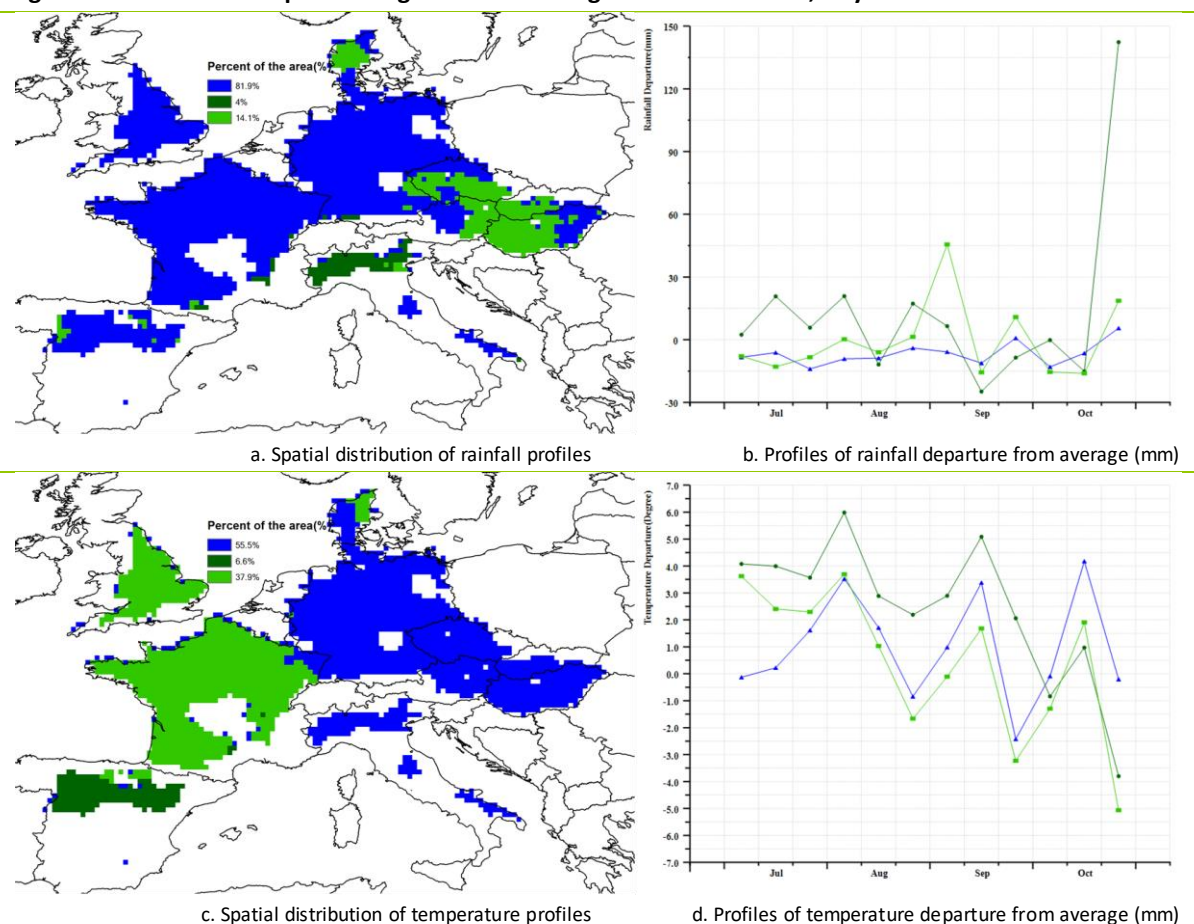 Percent of the area(%
81.9%
4%
14.1%
Rainfall Departure(mm)
150
120
90
60
30
0
-30
Jul
Aug
Sep
Oct
a. Spatial distribution of rainfall profiles
b. Profiles of rainfall departure from average (mm)
Percent of the area(%
55.5%
6.6%
37.9%
Temperature Departure(Degree)
7.0
6.0
5.0
4.0
3.0
2.0
1.0
0.0
-1.0
-2.0
-3.0
-4.0
-5.0
-6.0
-7.0
Jul
Aug
Sep
Oct
c. Spatial distribution of temperature profiles
d. Profiles of temperature departure from average (mm)